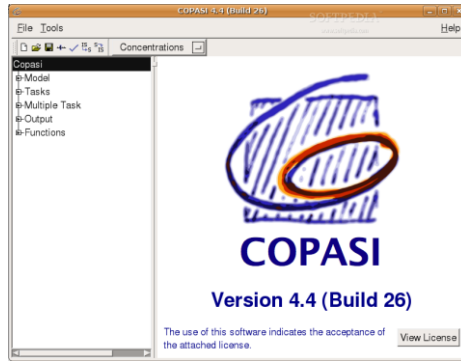 COPASI 4.4 (Build 26)
SOFTPEDIA
File Tools Help
Concentrations
Copasi
Model
Tasks
Multiple Task
Output
Functions
COPASI
Version 4.4 (Build 26)
The use of this software indicates the acceptance of
the attached license.
View License